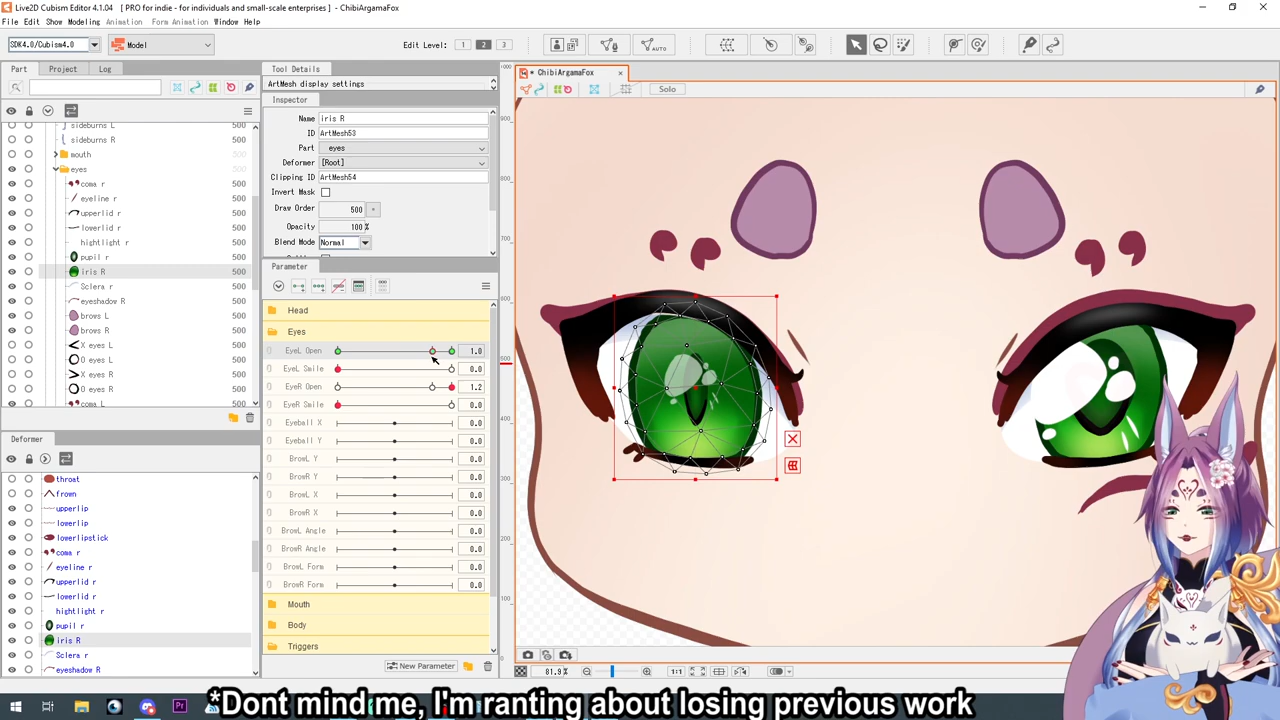 Live2D Cubism Editor 4.1.04 [ PRO for indie - for individuals and small-scale enterprises ] - ChibiArgamaFox
File Edit Show Modeling Animation Form Animation Window Help
SDK4.0/Cubism4.0
Model
Edit Level: 1 2 3
AUTO
Part
Project
Log
500
sideburns L 500
sideburns R 500
mouth 500
eyes 500
coma r 500
eyeline r 500
upperlid r 500
lowerlid r 500
hightlight r 500
pupil r 500
iris R 500
Sclera r 500
eyeshadow R 500
brows L 500
brows R 500
X eyes L 500
O eyes L 500
X eyes R 500
O eyes R 500
coma L 500
Deformer
throat
frown
upperlip
lowerlip
lowerlipstick
coma r
eyeline r
upperlid r
lowerlid r
hightlight r
pupil r
iris R
Sclera r
eyeshadow R
Tool Details
ArtMesh display settings
Inspector
Name iris R
ID ArtMesh53
Part eyes
Deformer [Root]
Clipping ID ArtMesh54
Invert Mask
Draw Order 500
Opacity 100 %
Blend Mode Normal
Parameter
Head
Eyes
EyeL Open 1.0
EyeL Smile 0.0
EyeR Open 1.2
EyeR Smile 0.0
Eyeball X 0.0
Eyeball Y 0.0
BrowL Y 0.0
BrowR Y 0.0
BrowL X 0.0
BrowR X 0.0
BrowL Angle 0.0
BrowR Angle 0.0
BrowL Form 0.0
BrowR Form 0.0
Mouth
Body
Triggers
New Parameter
* ChibiArgamaFox
Solo
81.9%
1:1
*Dont mind me, I'm ranting about losing previous work